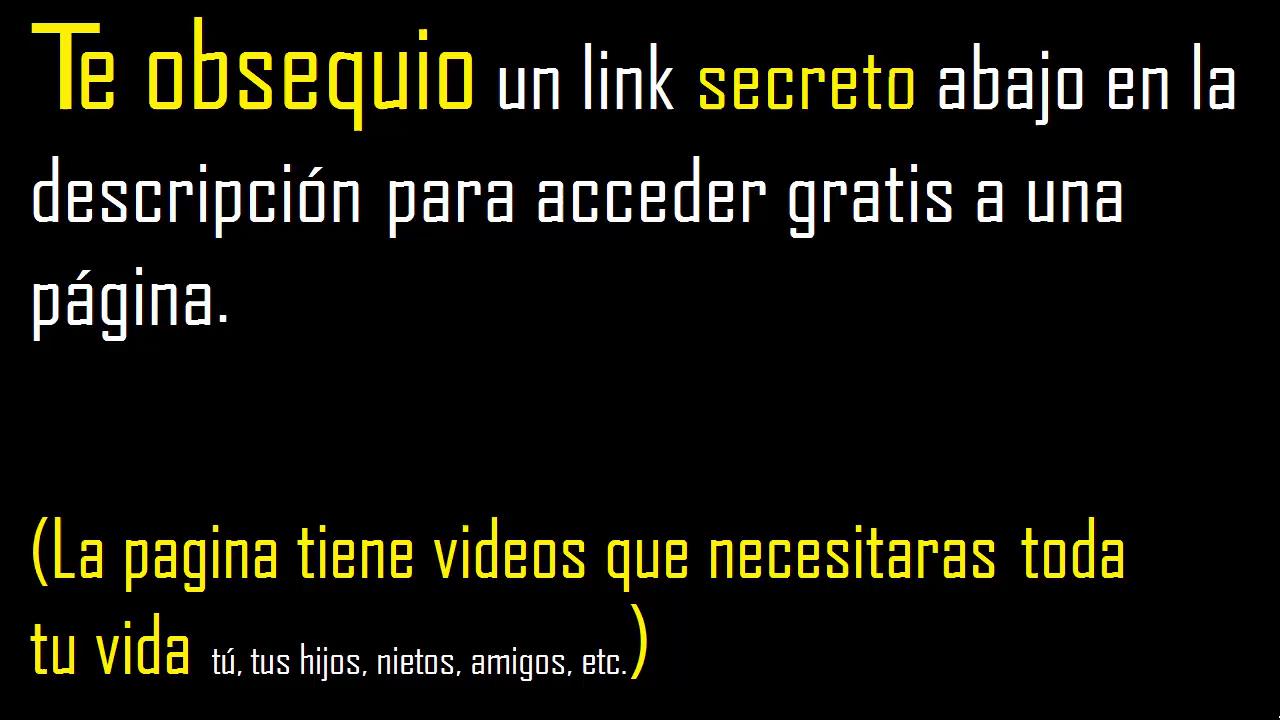 Te obsequio un link secreto abajo en la
descripción para acceder gratis a una
página.
(La pagina tiene videos que necesitaras toda
tu vida tú, tus hijos, nietos, amigos, etc.)